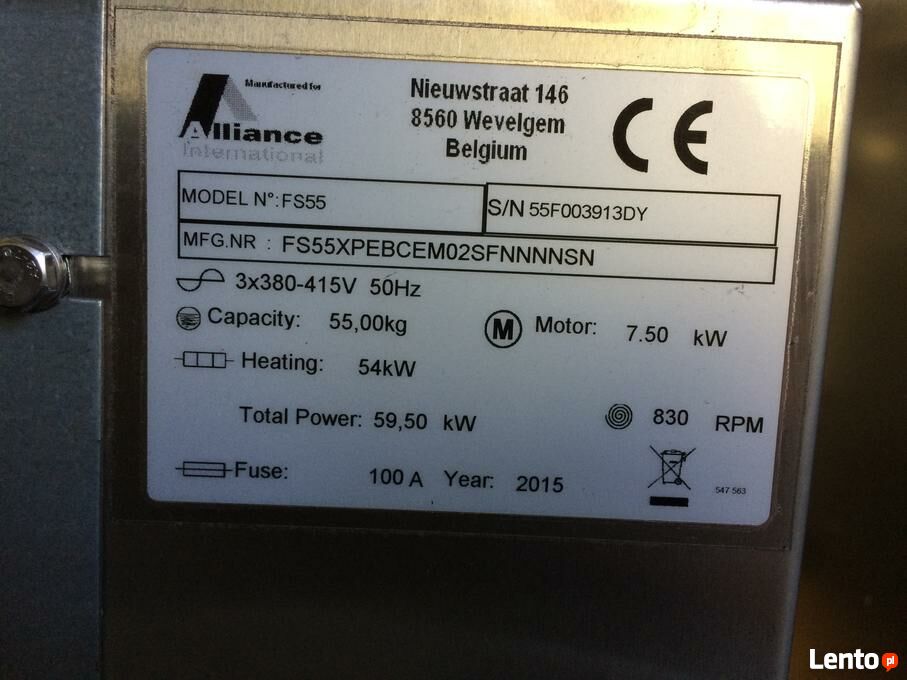 Manufactured for
Alliance
International
Nieuwstraat 146
8560 Wevelgem
Belgium
CE
MODEL N°: FS55
S/N 55F003913DY
MFG.NR : FS55XPEBCEM02SFNNNNSN
3x380-415V 50Hz
Capacity: 55,00kg
M Motor: 7.50 kW
Heating: 54kW
Total Power: 59,50 kW
830 RPM
Fuse: 100 A Year: 2015
547 563
Lento pl